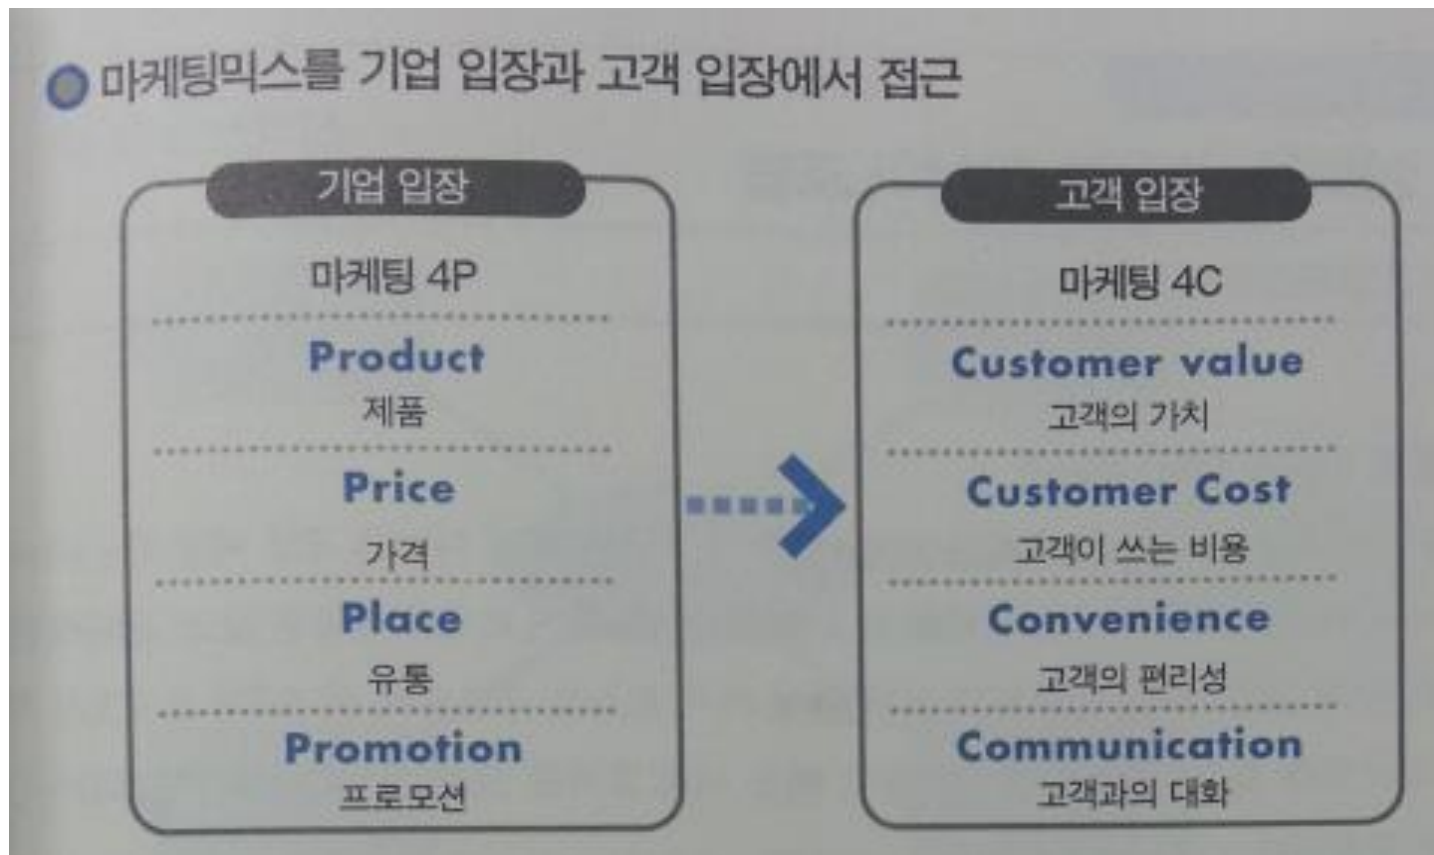 마케팅믹스를 기업 입장과 고객 입장에서 접근
기업 입장
마케팅 4P
Product
제품
Price
가격
Place
유통
Promotion
프로모션
고객 입장
마케팅 4C
Customer value
고객의 가치
Customer Cost
고객이 쓰는 비용
Convenience
고객의 편리성
Communication
고객과의 대화